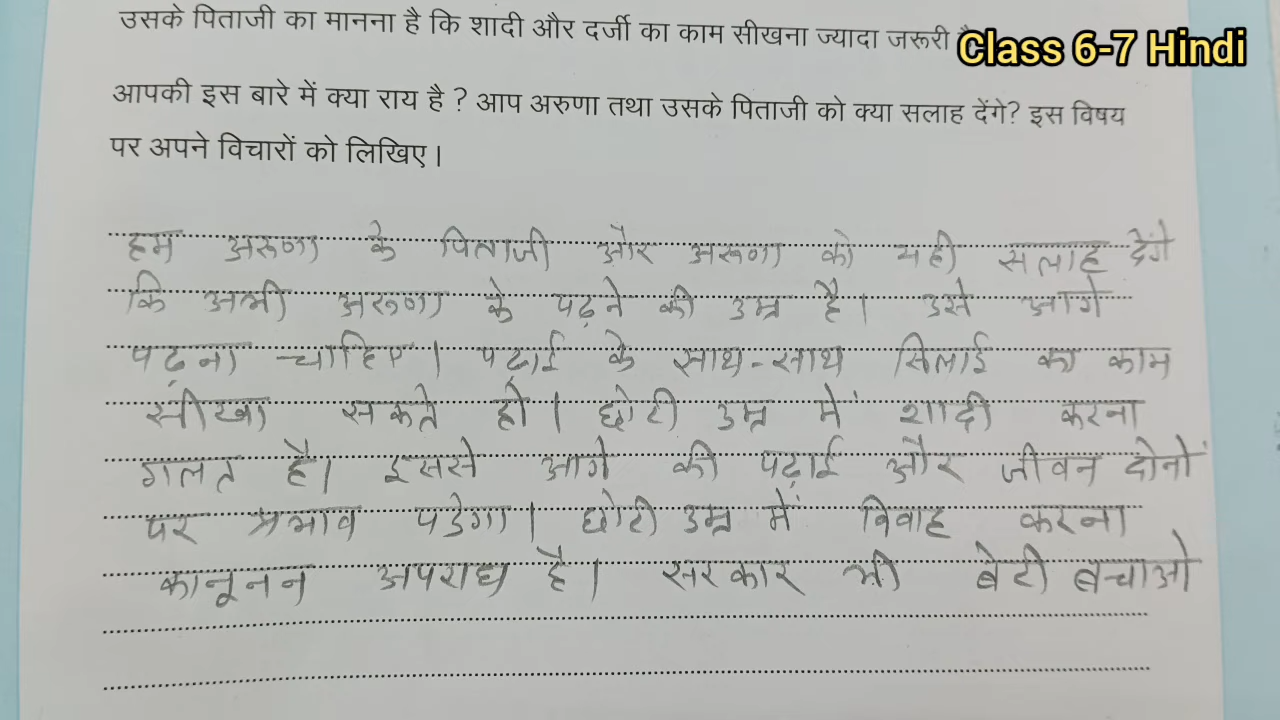 उसके पिताजी का मानना है कि शादी और दर्जी का काम सीखना ज्यादा जरूरी है
Class 6-7 Hindi
आपकी इस बारे में क्या राय है ? आप अरुणा तथा उसके पिताजी को क्या सलाह देंगे? इस विषय
पर अपने विचारों को लिखिए ।
हम अरूणा के पिताजी और अरूणा को यही सलाह देंगे
कि अभी अरूणा के पढ़ने की उम्र है। उसे आगे
पढ़ना चाहिए। पढ़ाई के साथ-साथ सिलाई का काम
सीखा सकते हो। छोटी उम्र में शादी करना
गलत है। इससे आगे की पढ़ाई और जीवन दोनों
पर प्रभाव पडेगा। छोटी उम्र में विवाह करना
कानूनन अपराध है। सरकार भी बेटी बचाओ